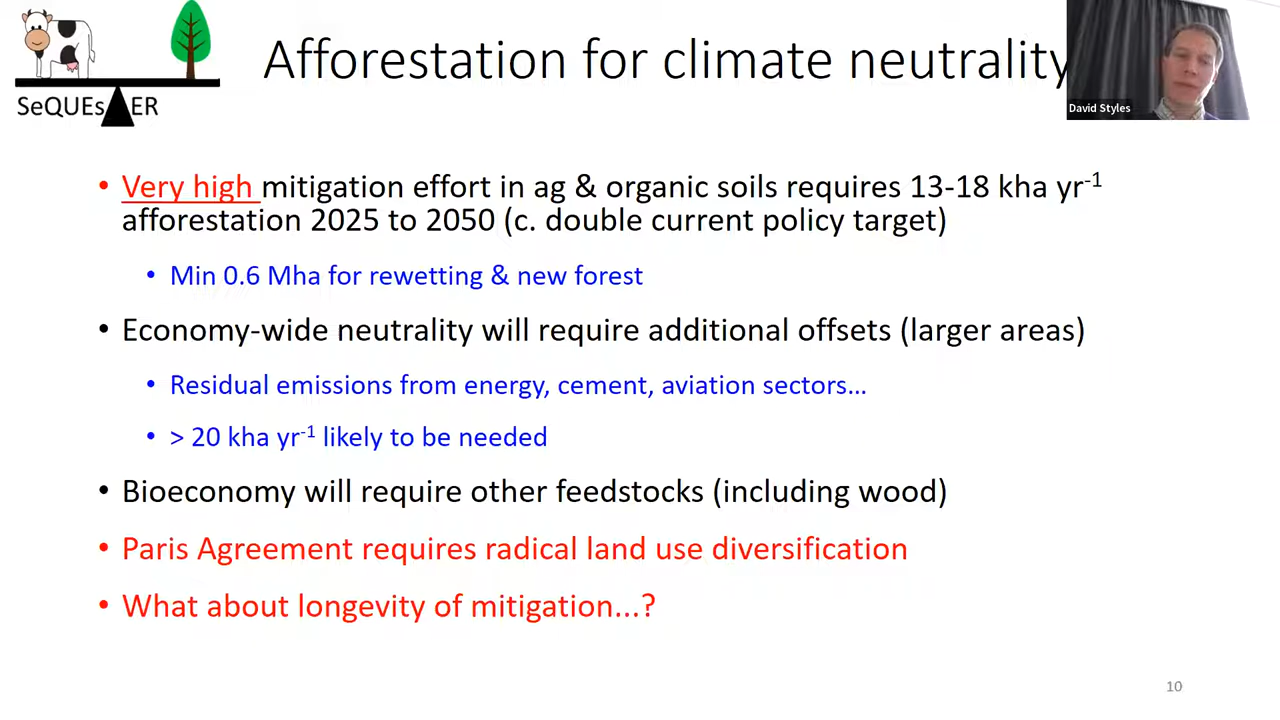 SeQUEsTER
Afforestation for climate neutrality
David Styles
• Very high mitigation effort in ag & organic soils requires 13-18 kha yr-1
afforestation 2025 to 2050 (c. double current policy target)
• Min 0.6 Mha for rewetting & new forest
• Economy-wide neutrality will require additional offsets (larger areas)
• Residual emissions from energy, cement, aviation sectors…
• > 20 kha yr-1 likely to be needed
• Bioeconomy will require other feedstocks (including wood)
• Paris Agreement requires radical land use diversification
• What about longevity of mitigation...?
10